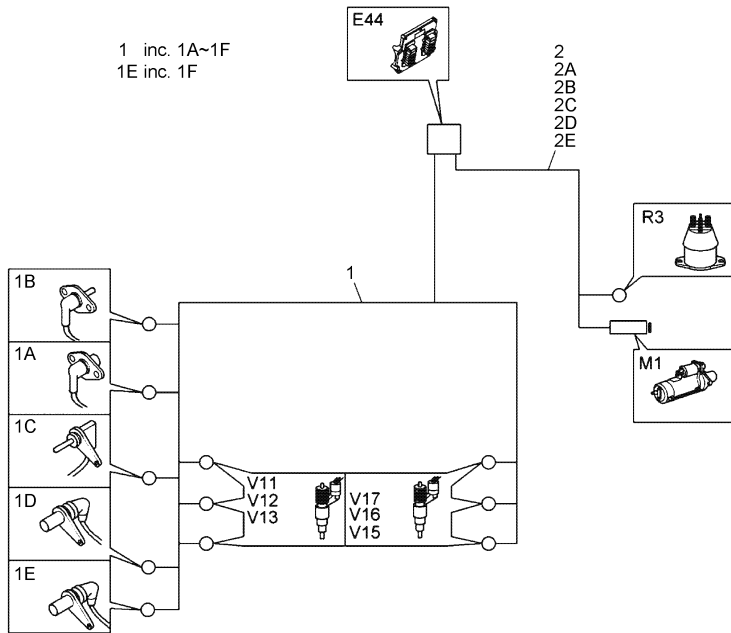 1 inc. 1A~1F
1E inc. 1F
E44
2
2A
2B
2C
2D
2E
R3
M1
1
1B
1A
1C
1D
1E
V11
V12
V13
V17
V16
V15